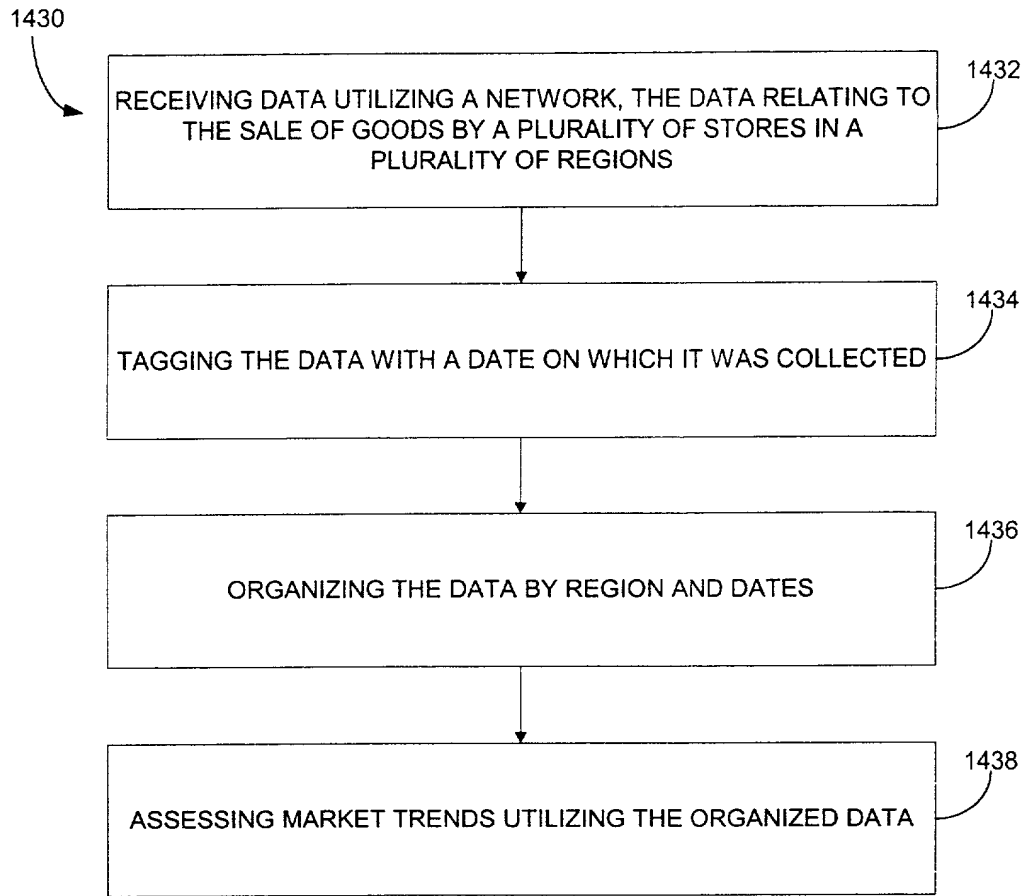 1430
1432
RECEIVING DATA UTILIZING A NETWORK, THE DATA RELATING TO
THE SALE OF GOODS BY A PLURALITY OF STORES IN A
PLURALITY OF REGIONS
1434
TAGGING THE DATA WITH A DATE ON WHICH IT WAS COLLECTED
1436
ORGANIZING THE DATA BY REGION AND DATES
1438
ASSESSING MARKET TRENDS UTILIZING THE ORGANIZED DATA